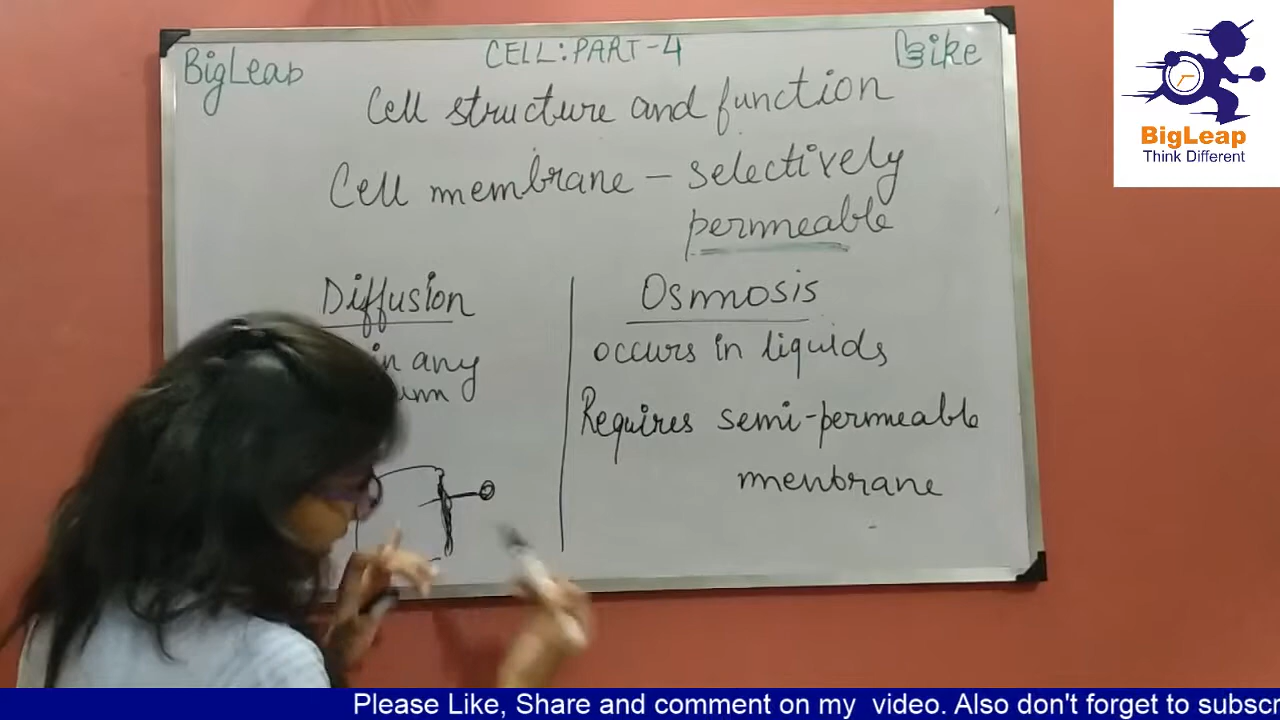 BigLeap
CELL: PART-4
Like
Cell structure and function
Cell membrane – selectively
permeable
Diffusion
in any
Osmosis
occurs in liquids
Requires semi-permeable
menbrane
BigLeap
Think Different
Please Like, Share and comment on my video. Also don't forget to subscr